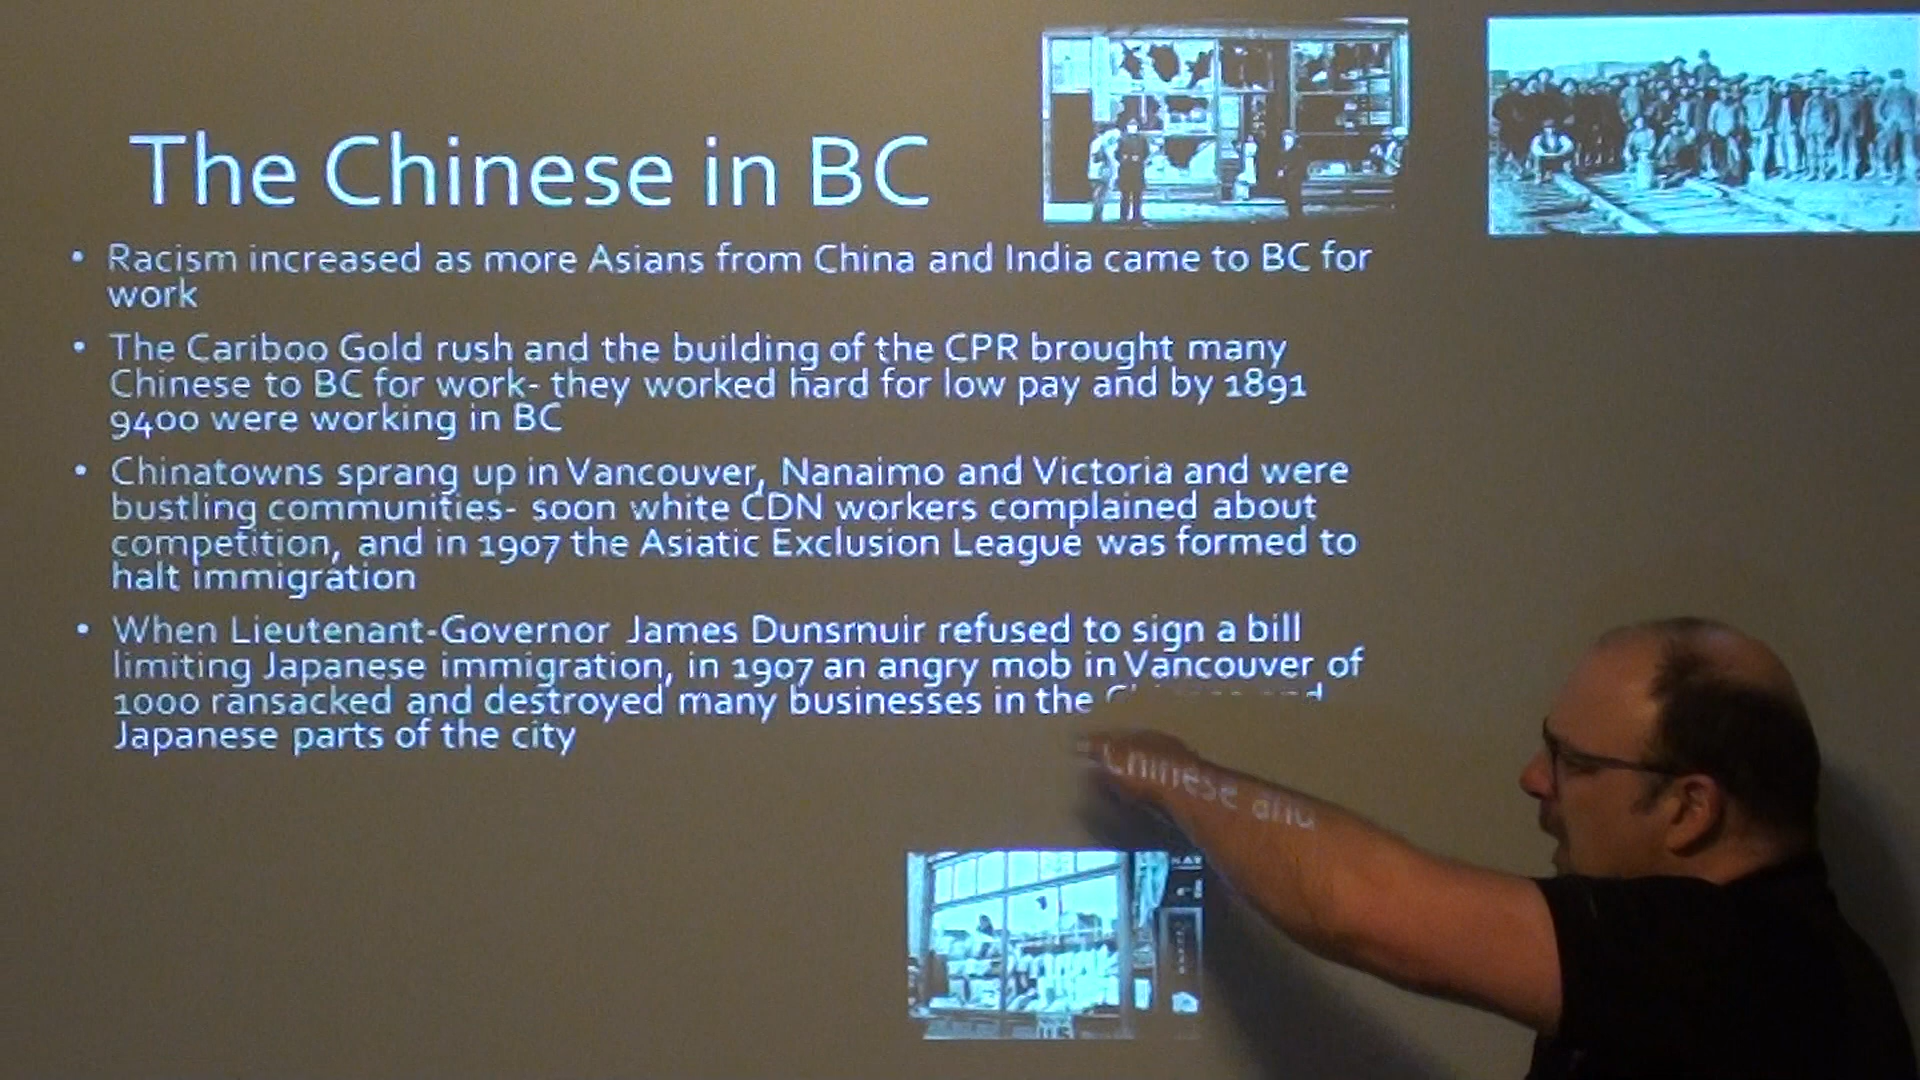 The Chinese in BC
• Racism increased as more Asians from China and India came to BC for
work
• The Cariboo Gold rush and the building of the CPR brought many
Chinese to BC for work- they worked hard for low pay and by 1891
9400 were working in BC
• Chinatowns sprang up in Vancouver, Nanaimo and Victoria and were
bustling communities- soon white CDN workers complained about
competition, and in 1907 the Asiatic Exclusion League was formed to
halt immigration
• When Lieutenant-Governor James Dunsmuir refused to sign a bill
limiting Japanese immigration, in 1907 an angry mob in Vancouver of
1000 ransacked and destroyed many businesses in the Chinese and
Japanese parts of the city